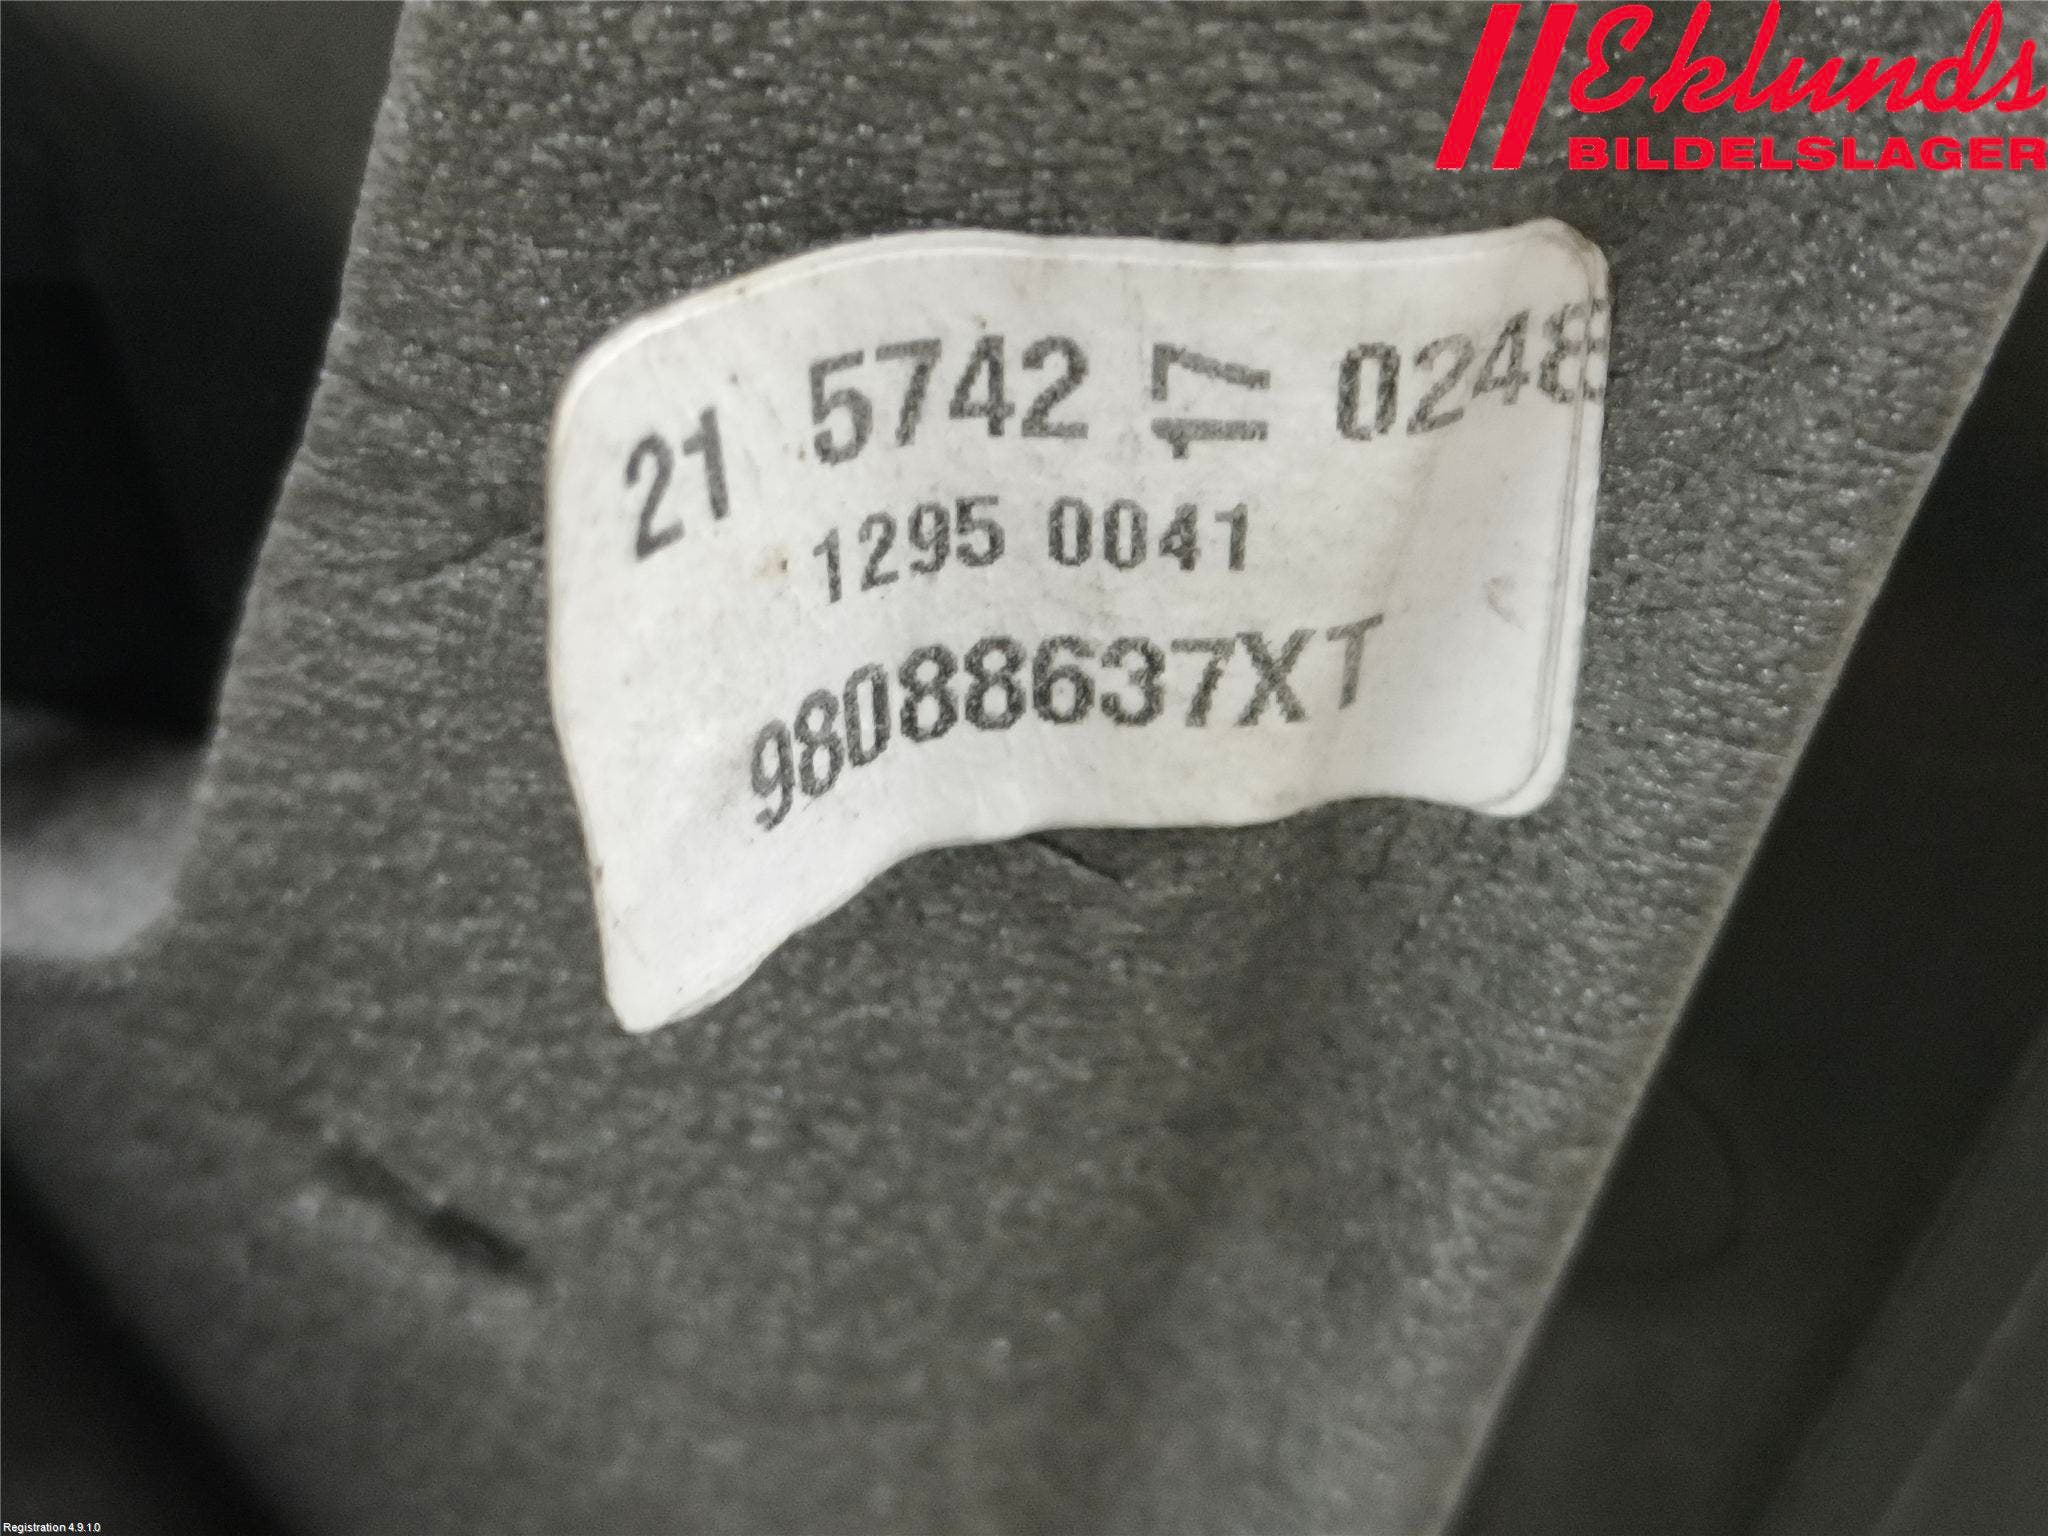 Eklunds
BILDELSLAGER
21 5742 17 0248
1295 0041
98088637XT
Registration 4.9.1.0